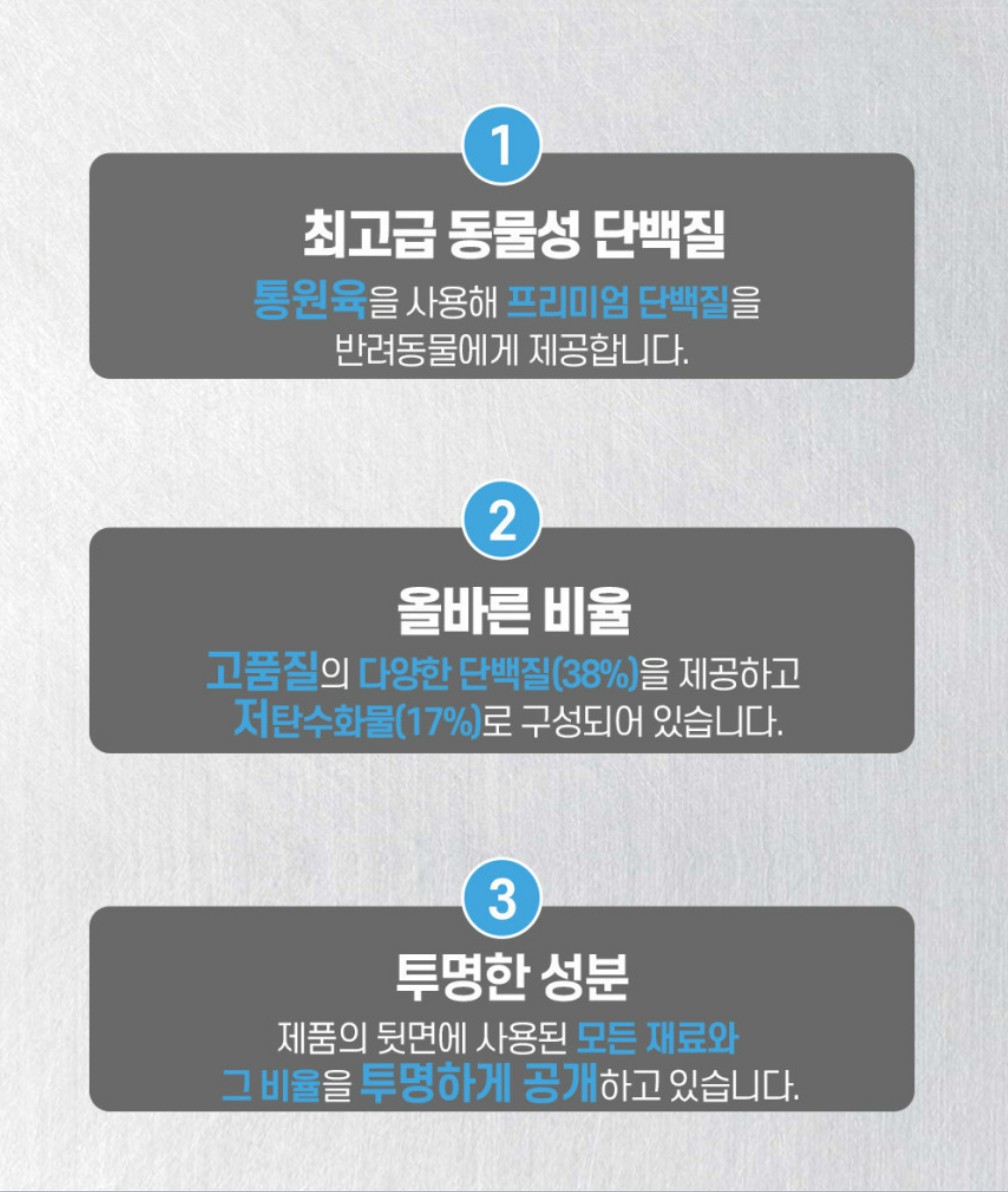 1
최고급 동물성 단백질
통원육을 사용해 프리미엄 단백질을
반려동물에게 제공합니다.
2
올바른 비율
고품질의 다양한 단백질(38%)을 제공하고
저탄수화물(17%)로 구성되어 있습니다.
3
투명한 성분
제품의 뒷면에 사용된 모든 재료와
그 비율을 투명하게 공개하고 있습니다.